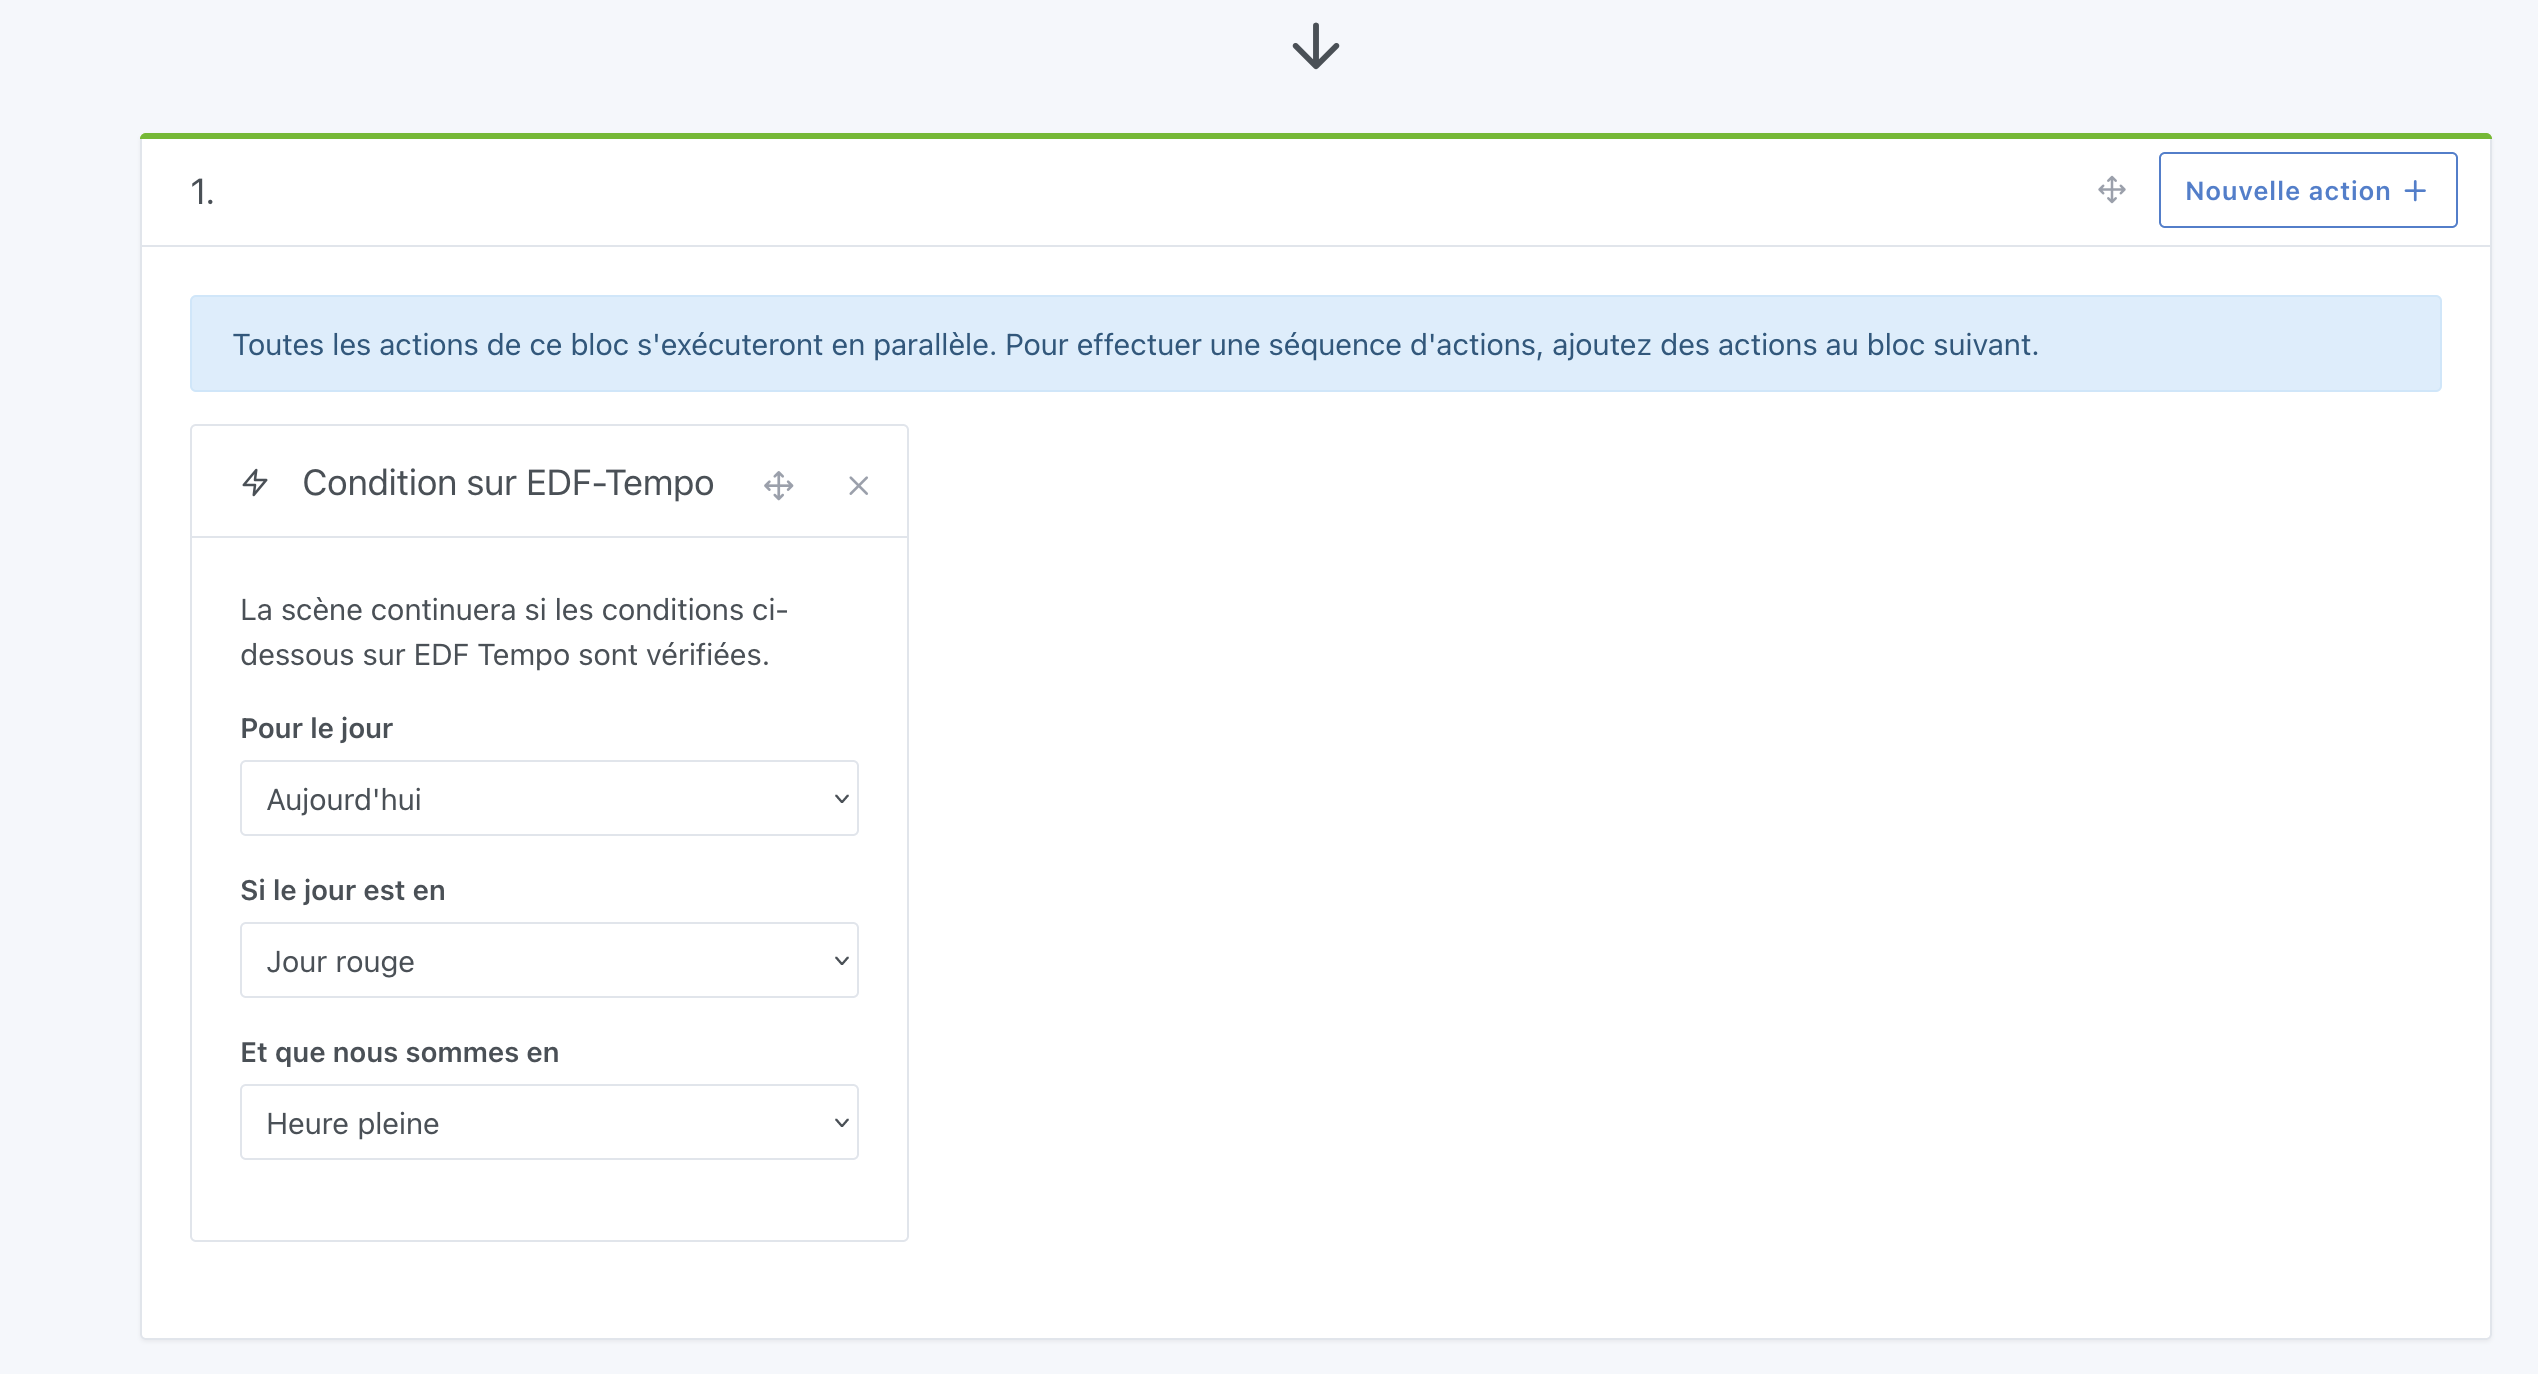 1.
Nouvelle action +
Toutes les actions de ce bloc s'exécuteront en parallèle. Pour effectuer une séquence d'actions, ajoutez des actions au bloc suivant.
Condition sur EDF-Tempo
La scène continuera si les conditions ci-
dessous sur EDF Tempo sont vérifiées.
Pour le jour
Aujourd'hui
Si le jour est en
Jour rouge
Et que nous sommes en
Heure pleine